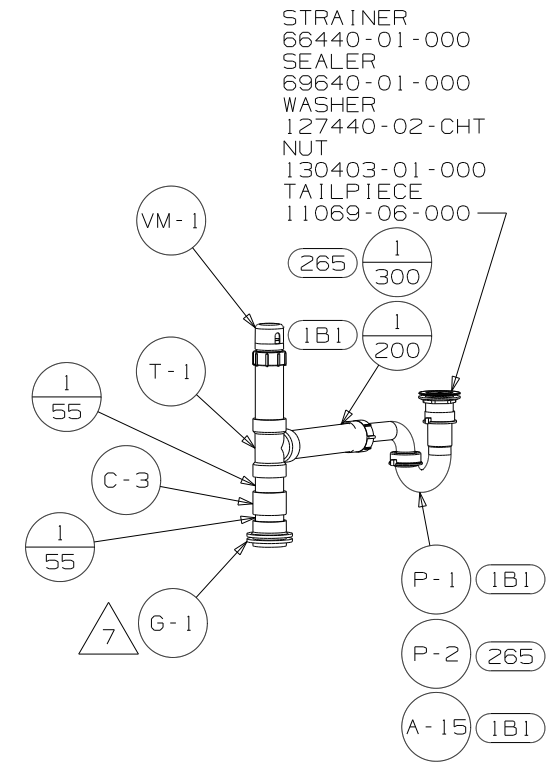 STRAINER
66440-01-000
SEALER
69640-01-000
WASHER
127440-02-CHT
NUT
130403-01-000
TAILPIECE
11069-06-000
VM-1
265
1
300
1B1
1
200
T-1
1
55
C-3
1
55
7
G-1
P-1
1B1
P-2
265
A-15
1B1